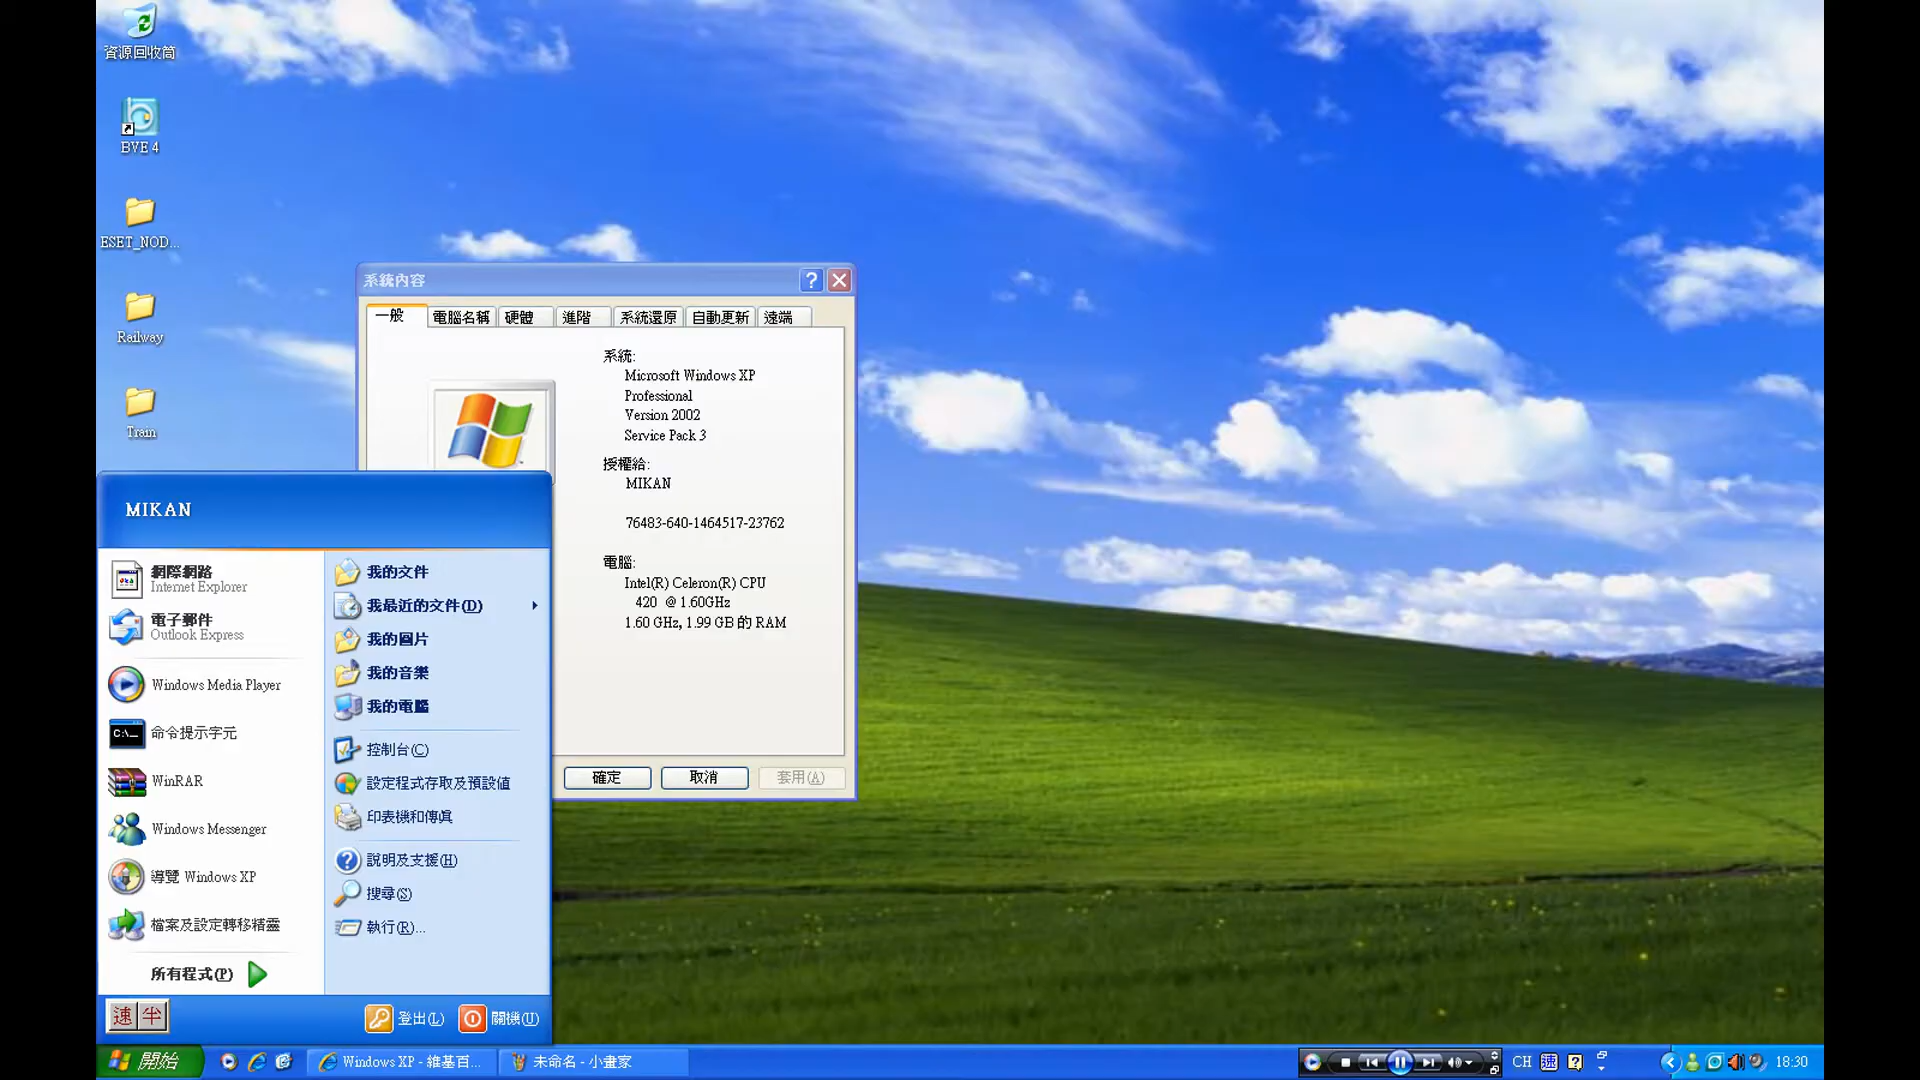 資源回收筒
BVE 4
ESET_NOD...
Railway
Train
系統內容
一般
電腦名稱
硬體
進階
系統還原
自動更新
遠端
系統:
Microsoft Windows XP
Professional
Version 2002
Service Pack 3
授權給:
MIKAN
76483-640-1464517-23762
電腦:
Intel(R) Celeron(R) CPU
420 @ 1.60GHz
1.60 GHz, 1.99 GB 的 RAM
確定
取消
套用(A)
MIKAN
網際網路
Internet Explorer
電子郵件
Outlook Express
Windows Media Player
C:\_
命令提示字元
WinRAR
Windows Messenger
導覽 Windows XP
檔案及設定轉移精靈
所有程式(P)
我的文件
我最近的文件(D)
我的圖片
我的音樂
我的電腦
控制台(C)
設定程式存取及預設值
印表機和傳真
說明及支援(H)
搜尋(S)
執行(R)...
速半
登出(L)
關機(U)
開始
Windows XP - 維基百...
未命名 - 小畫家
CH
速
18:30